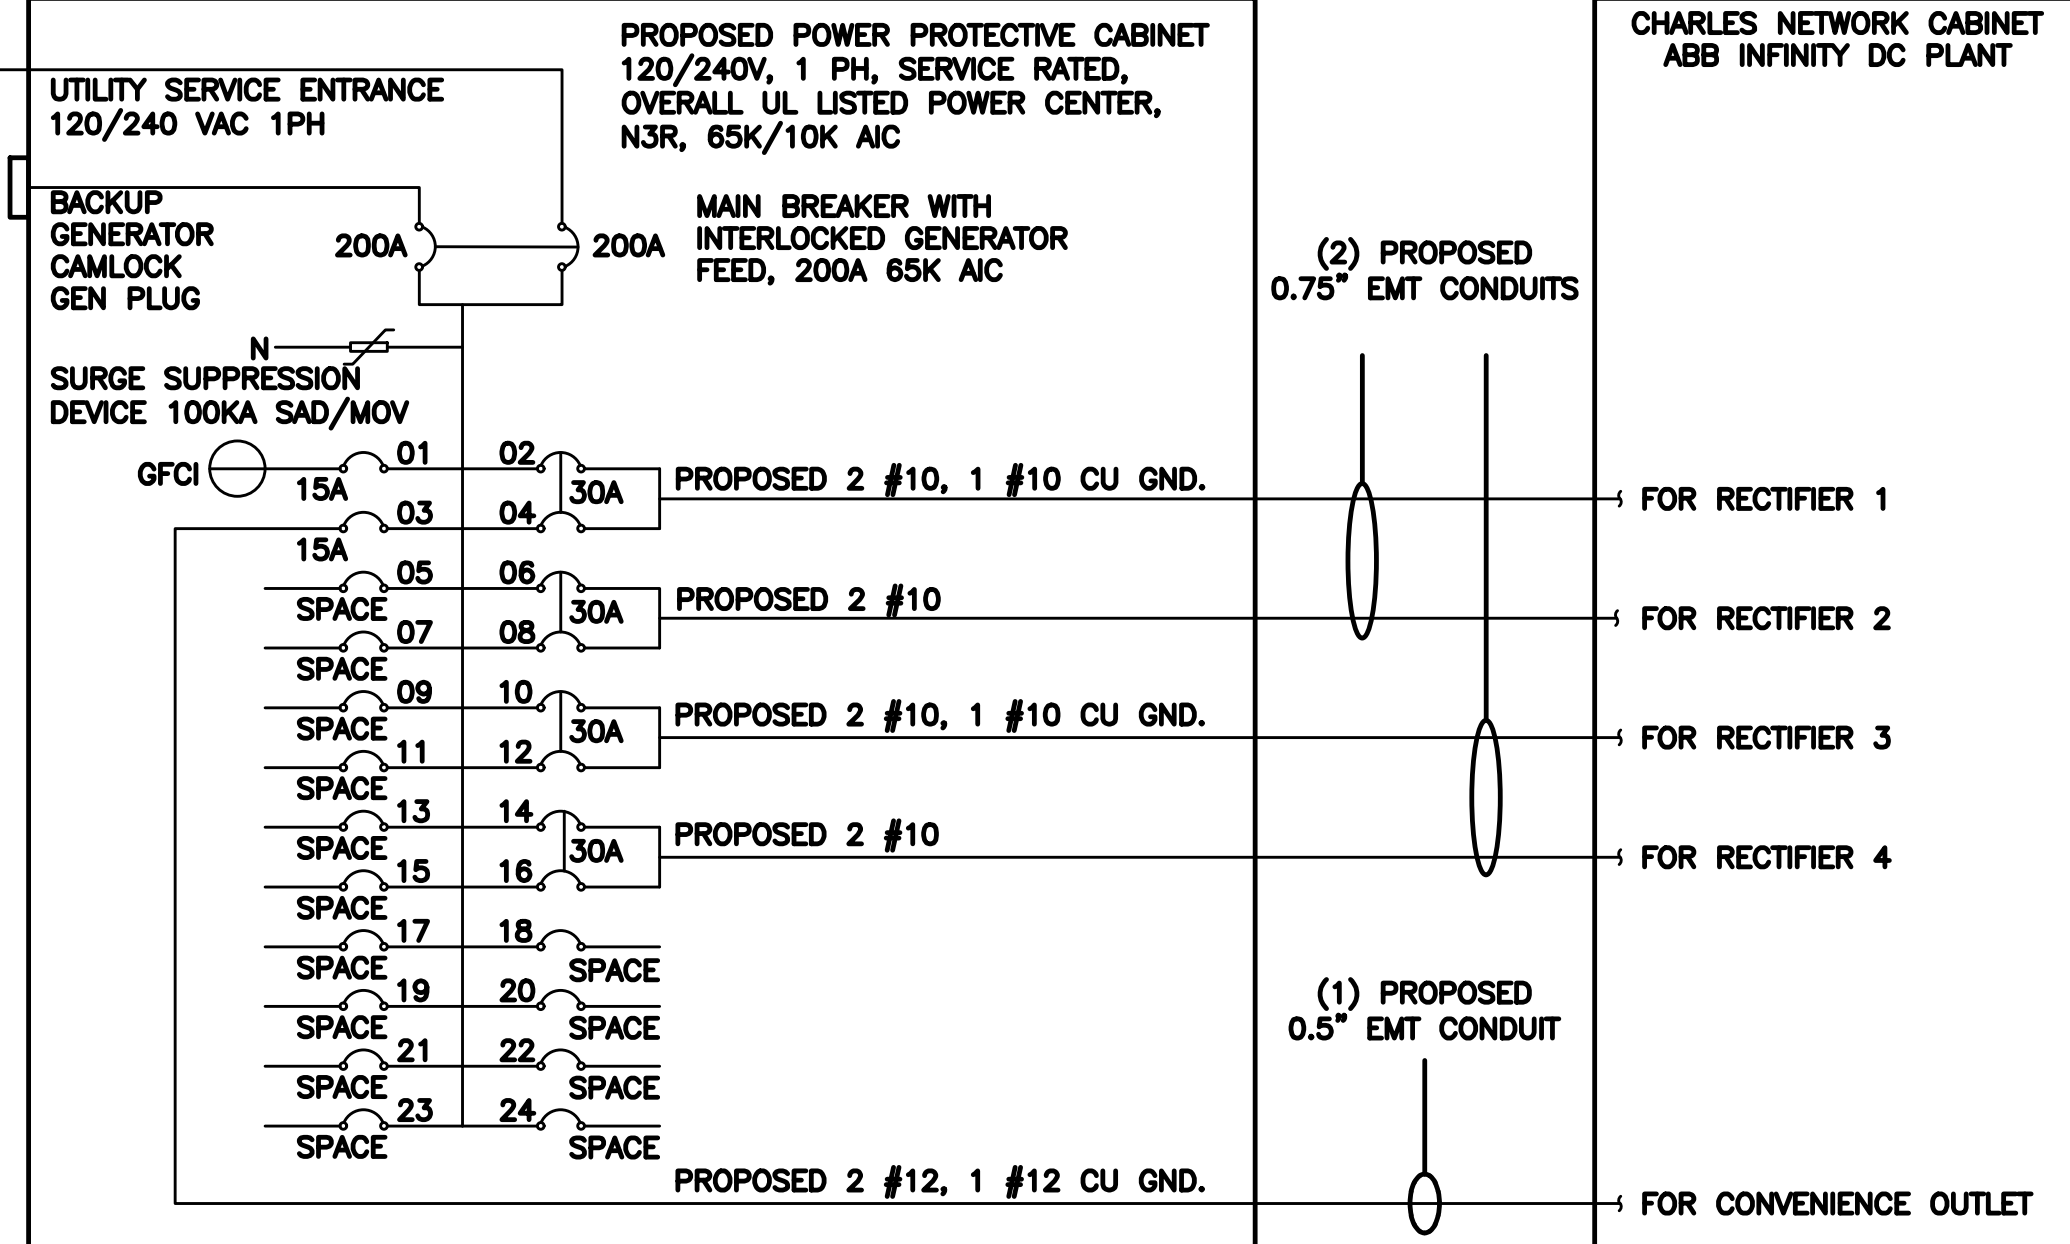 PROPOSED POWER PROTECTIVE CABINET
120/240V, 1 PH, SERVICE RATED,
OVERALL UL LISTED POWER CENTER,
N3R, 65K/10K AIC
CHARLES NETWORK CABINET
ABB INFINITY DC PLANT
UTILITY SERVICE ENTRANCE
120/240 VAC 1PH
BACKUP
GENERATOR
CAMLOCK
GEN PLUG
200A
200A
MAIN BREAKER WITH
INTERLOCKED GENERATOR
FEED, 200A 65K AIC
(2) PROPOSED
0.75" EMT CONDUITS
N
SURGE SUPPRESSION
DEVICE 100KA SAD/MOV
GFCI
15A
01
02
30A
PROPOSED 2 #10, 1 #10 CU GND.
FOR RECTIFIER 1
15A
03
04
SPACE
05
06
30A
PROPOSED 2 #10
FOR RECTIFIER 2
SPACE
07
08
SPACE
09
10
30A
PROPOSED 2 #10, 1 #10 CU GND.
FOR RECTIFIER 3
SPACE
11
12
SPACE
13
14
30A
PROPOSED 2 #10
FOR RECTIFIER 4
SPACE
15
16
SPACE
17
18
SPACE
SPACE
19
20
SPACE
SPACE
21
22
SPACE
SPACE
23
24
SPACE
(1) PROPOSED
0.5" EMT CONDUIT
PROPOSED 2 #12, 1 #12 CU GND.
FOR CONVENIENCE OUTLET